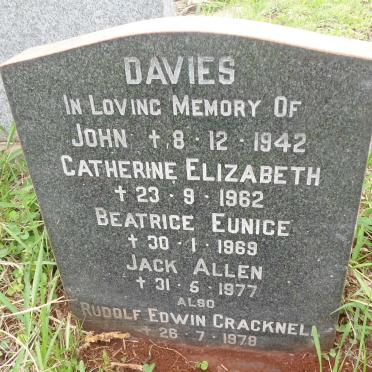 DAVIES
IN LOVING MEMORY OF
JOHN † 8 · 12 · 1942
CATHERINE ELIZABETH
† 23 · 9 · 1962
BEATRICE EUNICE
† 30 · 1 · 1969
JACK ALLEN
† 31 · 5 · 1977
ALSO
RUDOLF EDWIN CRACKNELL
† 26 · 7 · 1978